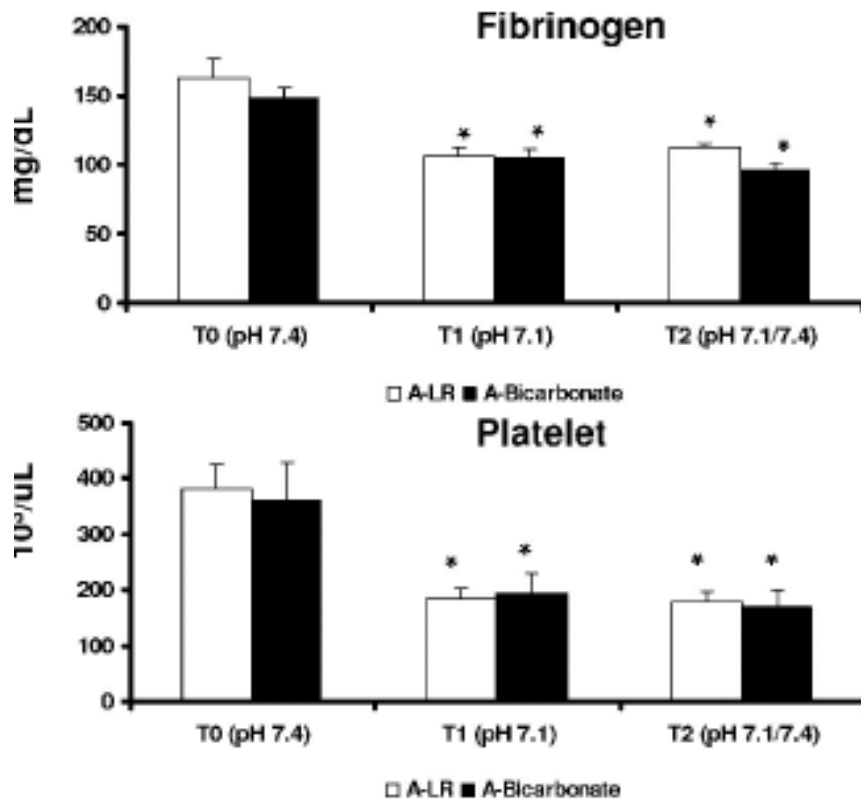 Fibrinogen
mg/dL
200
150
100
50
0
* * * *
T0 (pH 7.4) T1 (pH 7.1) T2 (pH 7.1/7.4)
A-LR A-Bicarbonate
Platelet
10³/uL
500
400
300
200
100
0
* * * *
T0 (pH 7.4) T1 (pH 7.1) T2 (pH 7.1/7.4)
A-LR A-Bicarbonate